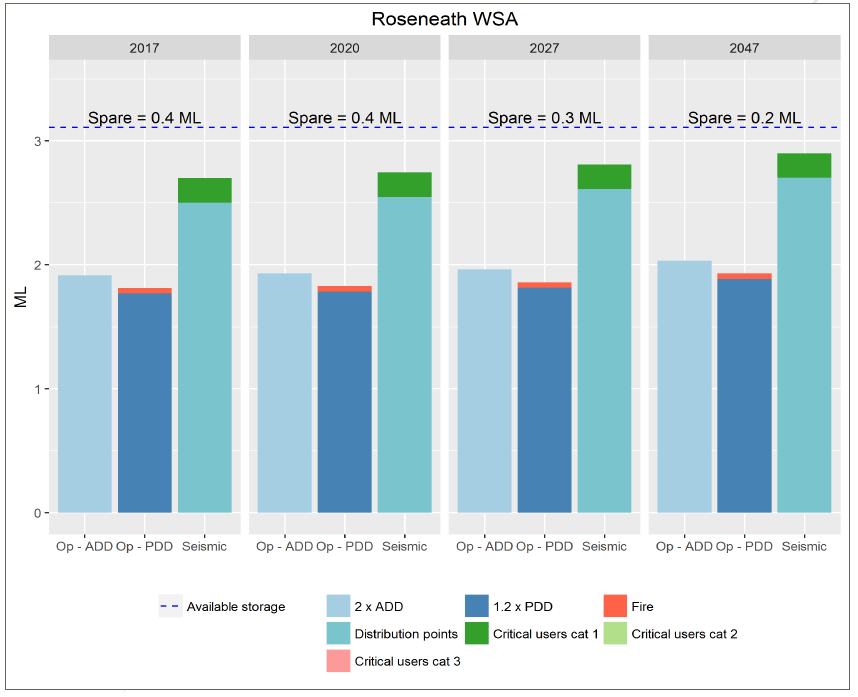 Roseneath WSA
2017 2020 2027 2047
Spare = 0.4 ML Spare = 0.4 ML Spare = 0.3 ML Spare = 0.2 ML
3
2
ML
1
0
Op - ADD Op - PDD Seismic Op - ADD Op - PDD Seismic Op - ADD Op - PDD Seismic Op - ADD Op - PDD Seismic
Available storage 2 x ADD 1.2 x PDD Fire
Distribution points Critical users cat 1 Critical users cat 2
Critical users cat 3